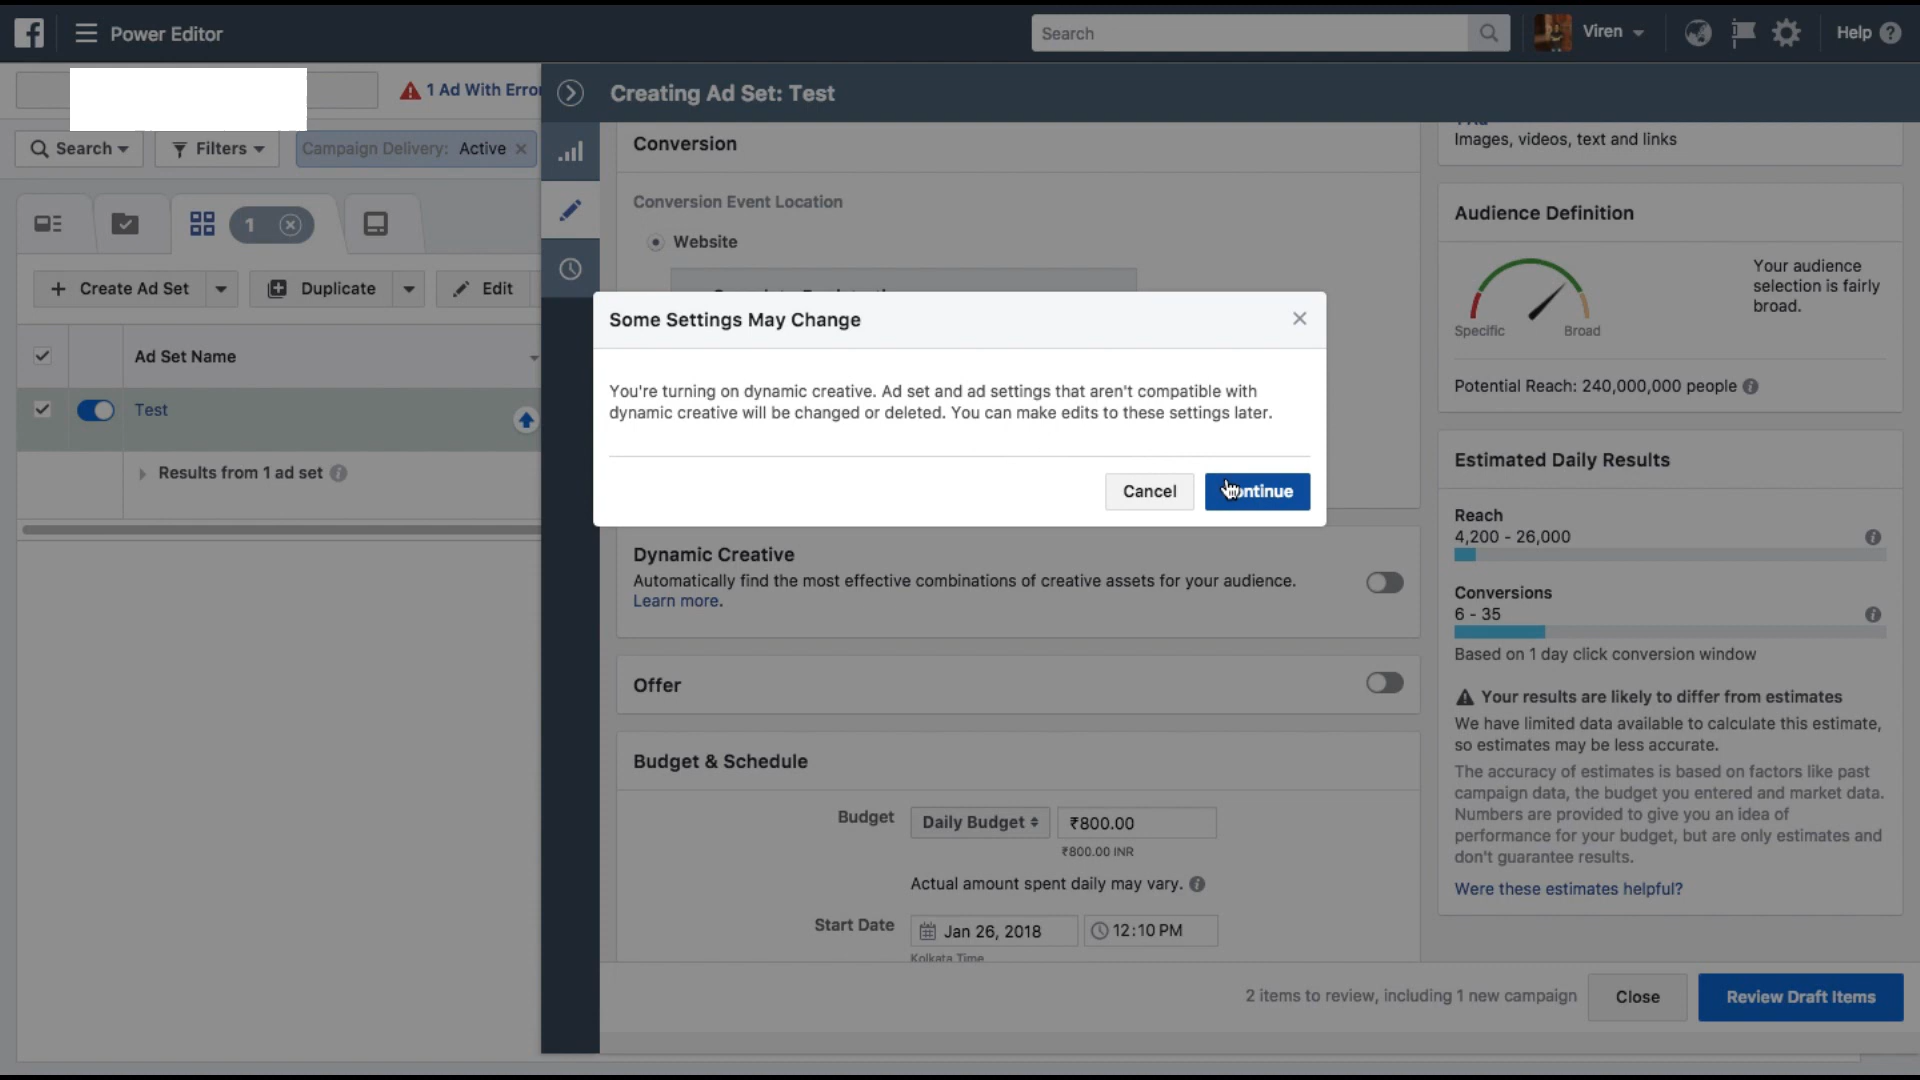 Power Editor
Search
Viren
Help
1 Ad With Erro
Search
Filters
Campaign Delivery: Active
1
Create Ad Set
Duplicate
Edit
Ad Set Name
Test
Results from 1 ad set
Creating Ad Set: Test
Conversion
Conversion Event Location
Website
Some Settings May Change
You're turning on dynamic creative. Ad set and ad settings that aren't compatible with
dynamic creative will be changed or deleted. You can make edits to these settings later.
Cancel
Continue
Dynamic Creative
Automatically find the most effective combinations of creative assets for your audience.
Learn more.
Offer
Budget & Schedule
Budget
Daily Budget
₹800.00
₹800.00 INR
Actual amount spent daily may vary.
Start Date
Jan 26, 2018
12:10 PM
Kolkata Time
Images, videos, text and links
Audience Definition
Your audience
selection is fairly
broad.
Specific
Broad
Potential Reach: 240,000,000 people
Estimated Daily Results
Reach
4,200 - 26,000
Conversions
6 - 35
Based on 1 day click conversion window
Your results are likely to differ from estimates
We have limited data available to calculate this estimate,
so estimates may be less accurate.
The accuracy of estimates is based on factors like past
campaign data, the budget you entered and market data.
Numbers are provided to give you an idea of
performance for your budget, but are only estimates and
don't guarantee results.
Were these estimates helpful?
2 items to review, including 1 new campaign
Close
Review Draft Items